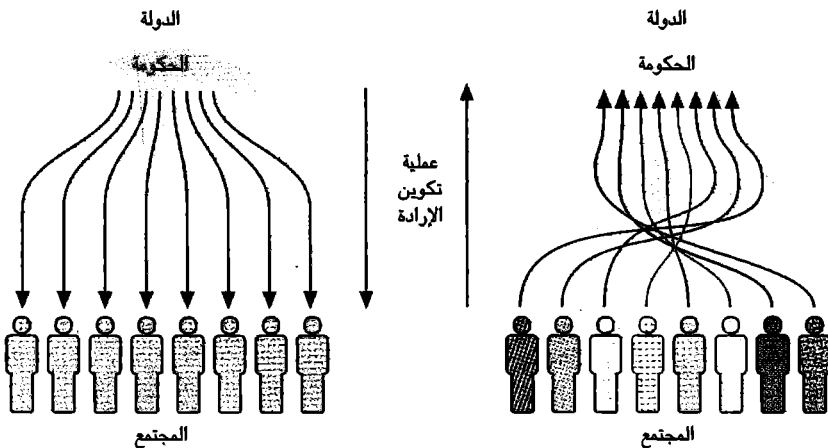 الدولة
الحكومة
المجتمع
عملية
تكوين
الإرادة
الدولة
الحكومة
المجتمع